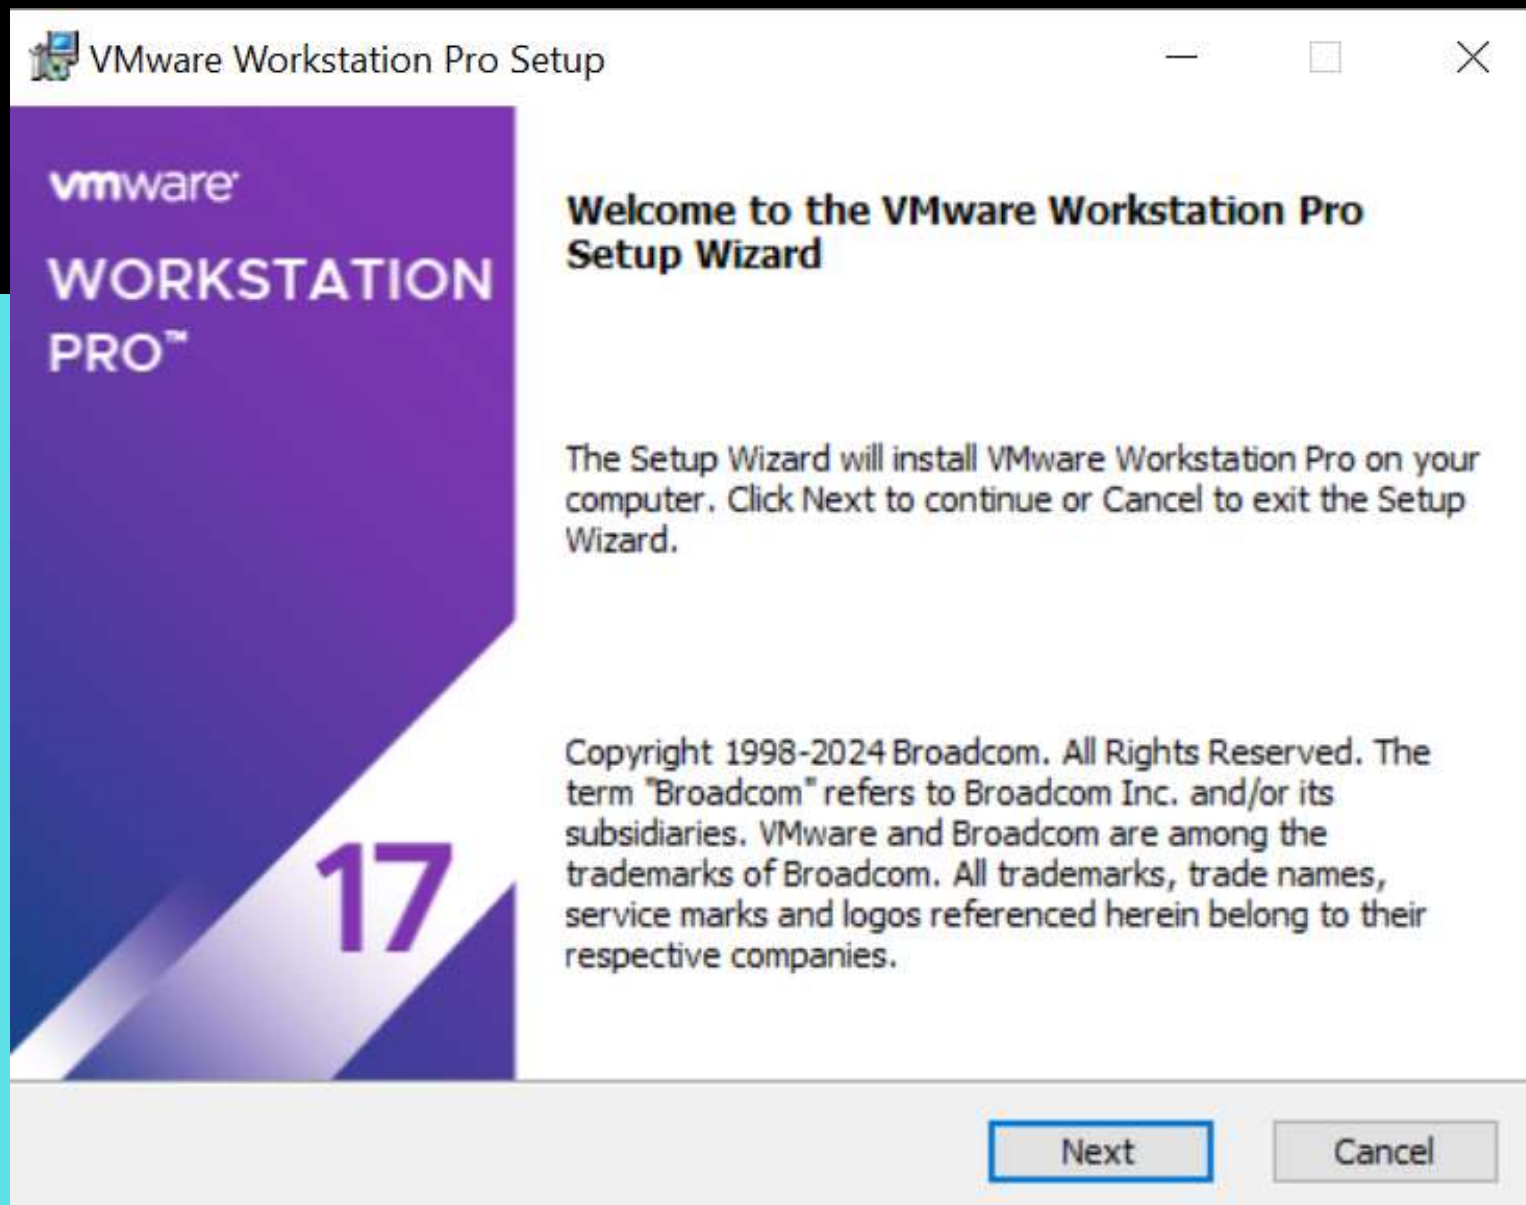 VMware Workstation Pro Setup
vmware®
WORKSTATION
PRO™
Welcome to the VMware Workstation Pro
Setup Wizard
The Setup Wizard will install VMware Workstation Pro on your
computer. Click Next to continue or Cancel to exit the Setup
Wizard.
Copyright 1998-2024 Broadcom. All Rights Reserved. The
term "Broadcom" refers to Broadcom Inc. and/or its
subsidiaries. VMware and Broadcom are among the
trademarks of Broadcom. All trademarks, trade names,
service marks and logos referenced herein belong to their
respective companies.
17
Next
Cancel